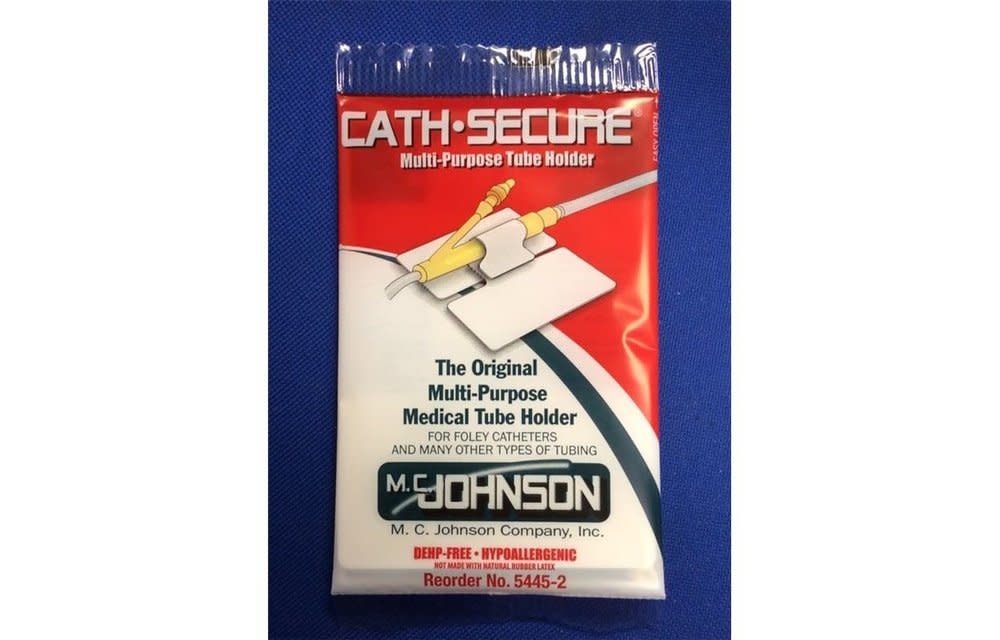 CATH•SECURE®
Multi-Purpose Tube Holder
EASY OPEN
The Original
Multi-Purpose
Medical Tube Holder
FOR FOLEY CATHETERS
AND MANY OTHER TYPES OF TUBING
M.C. JOHNSON
M. C. Johnson Company, Inc.
DEHP-FREE • HYPOALLERGENIC
NOT MADE WITH NATURAL RUBBER LATEX
Reorder No. 5445-2